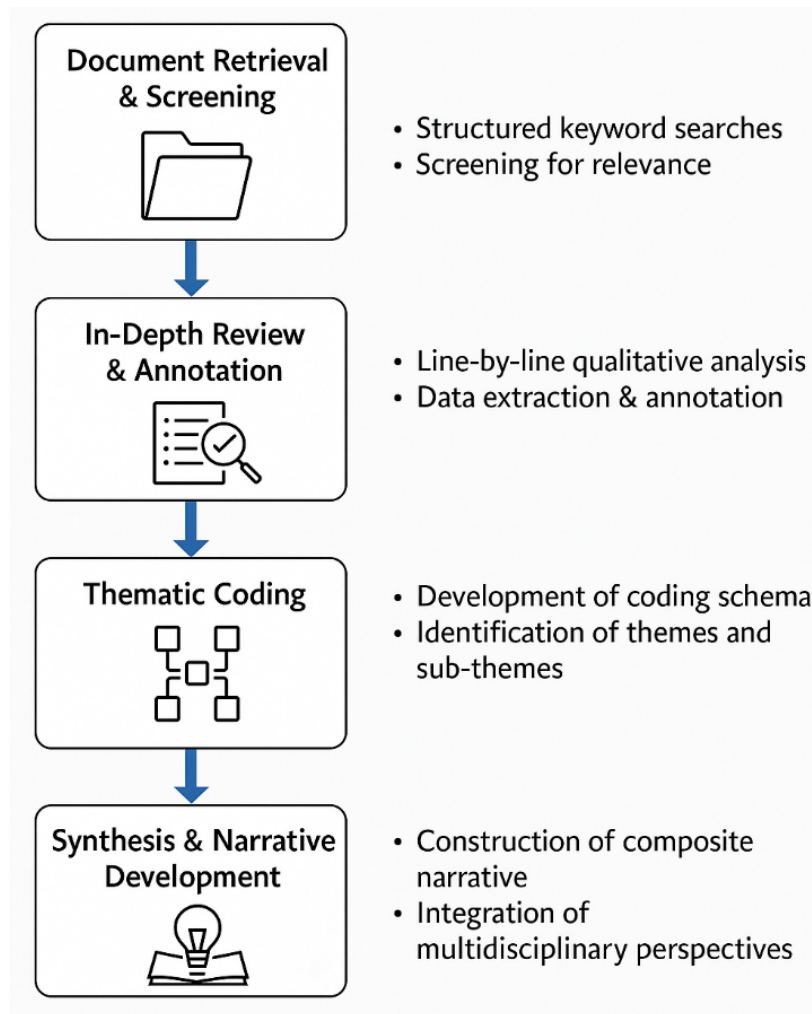 Document Retrieval
& Screening
• Structured keyword searches
• Screening for relevance
In-Depth Review
& Annotation
• Line-by-line qualitative analysis
• Data extraction & annotation
Thematic Coding
• Development of coding schema
• Identification of themes and
sub-themes
Synthesis & Narrative
Development
• Construction of composite
narrative
• Integration of
multidisciplinary perspectives